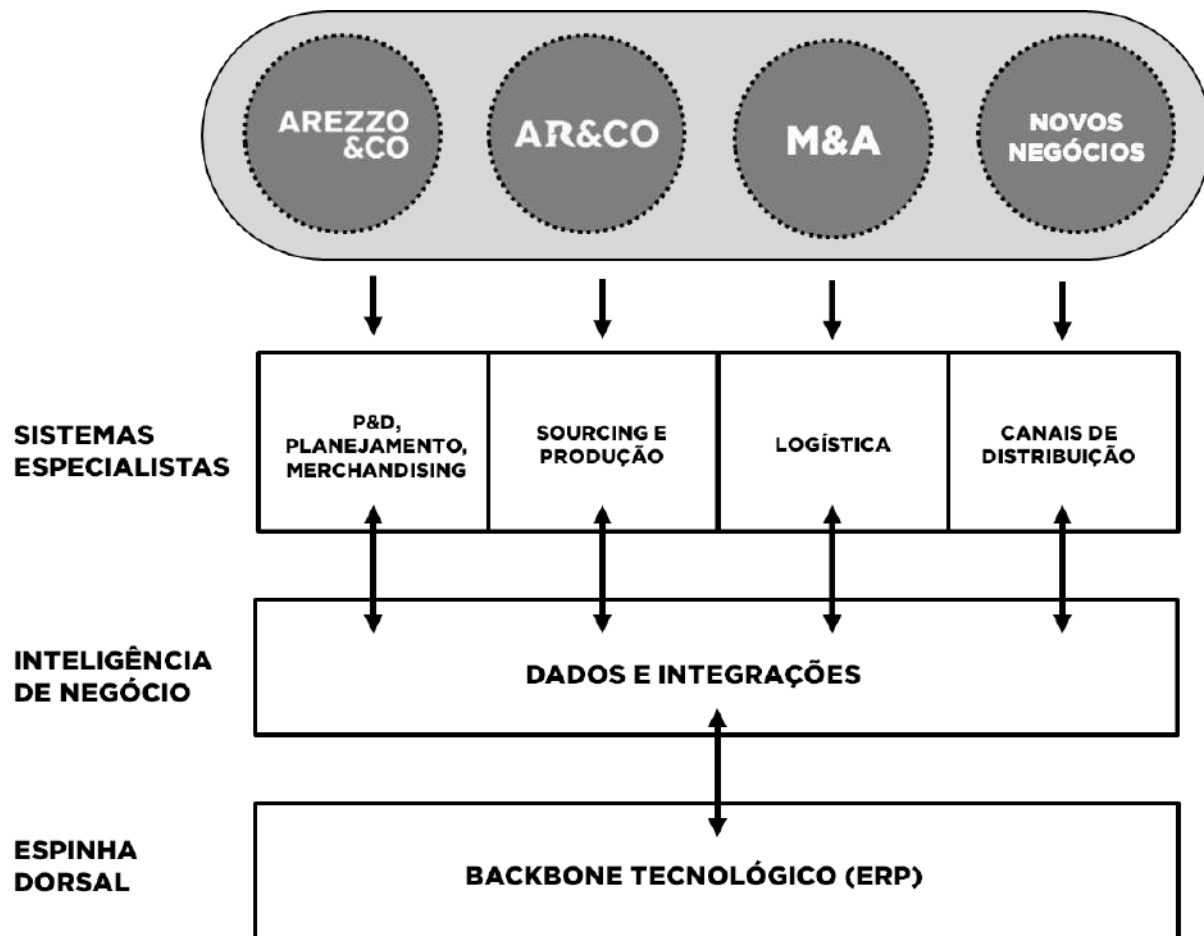 AREZZO
&CO
AR&CO
M&A
NOVOS
NEGÓCIOS
SISTEMAS
ESPECIALISTAS
P&D,
PLANEJAMENTO,
MERCHANDISING
SOURCING E
PRODUÇÃO
LOGÍSTICA
CANAIS DE
DISTRIBUIÇÃO
INTELIGÊNCIA
DE NEGÓCIO
DADOS E INTEGRAÇÕES
ESPINHA
DORSAL
BACKBONE TECNOLÓGICO (ERP)